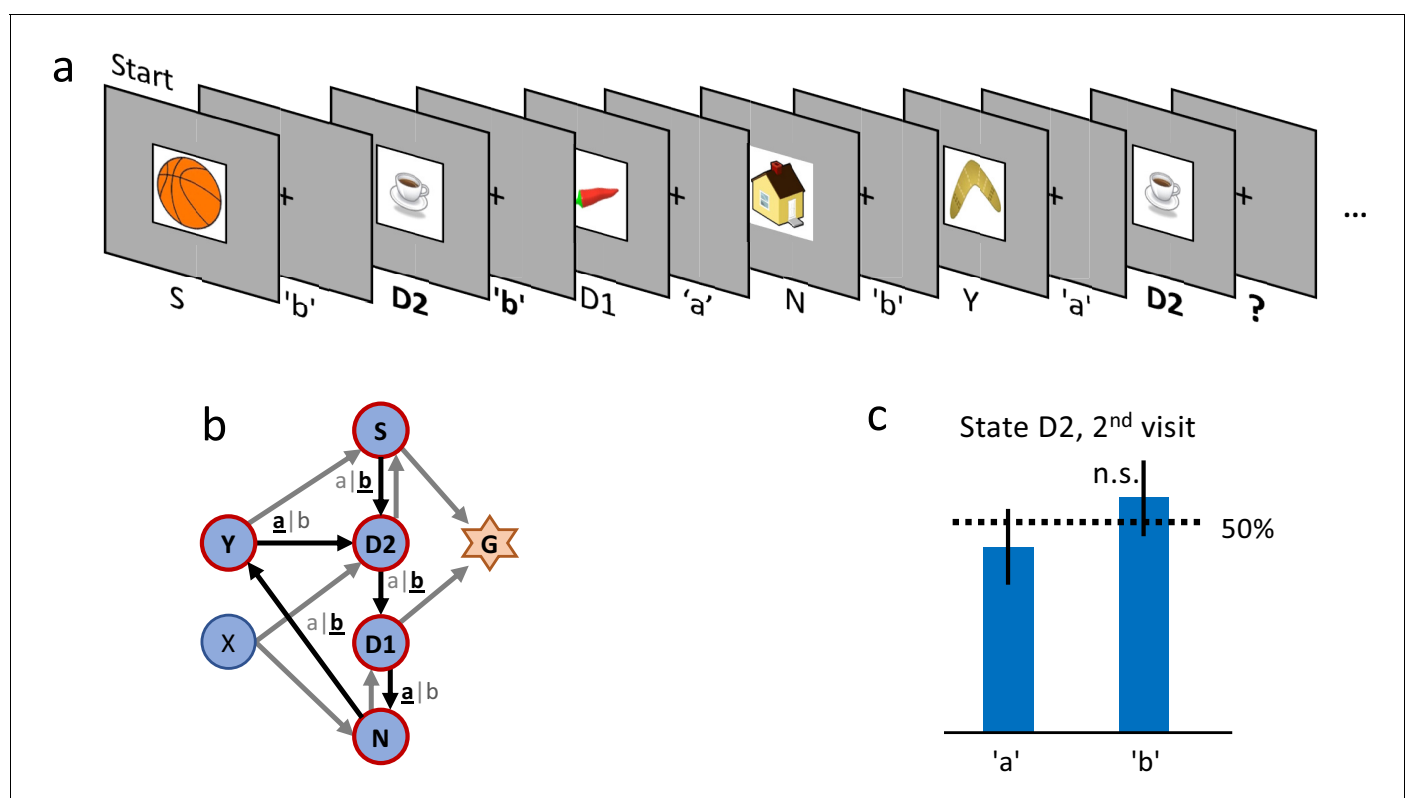 a
Start
S 'b' D2 'b' D1 ‘a’ N 'b' Y 'a' D2 ?
...
b
S
a|b
Y
a|b
D2
G
a|b
X
a|b
D1
a|b
N
c
State D2, 2nd visit
n.s.
50%
'a' 'b'